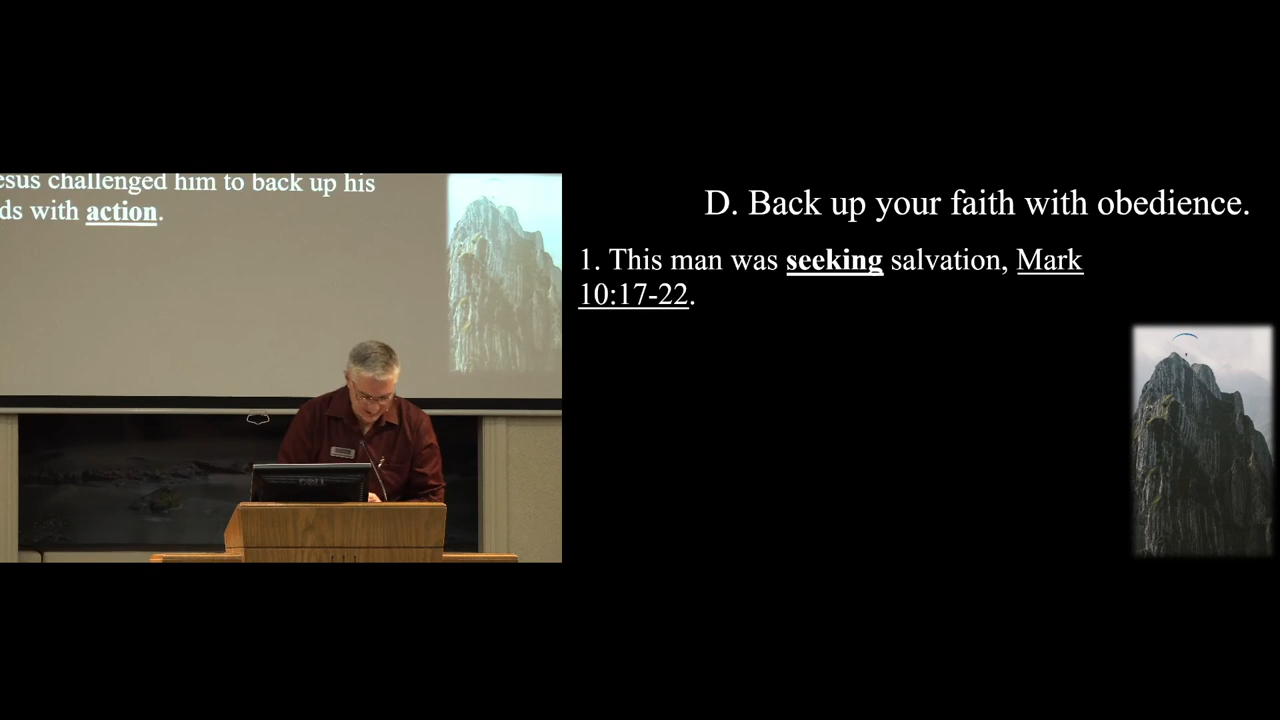 esus challenged him to back up his
ds with action.
D. Back up your faith with obedience.
1. This man was seeking salvation, Mark
10:17-22.
DELL